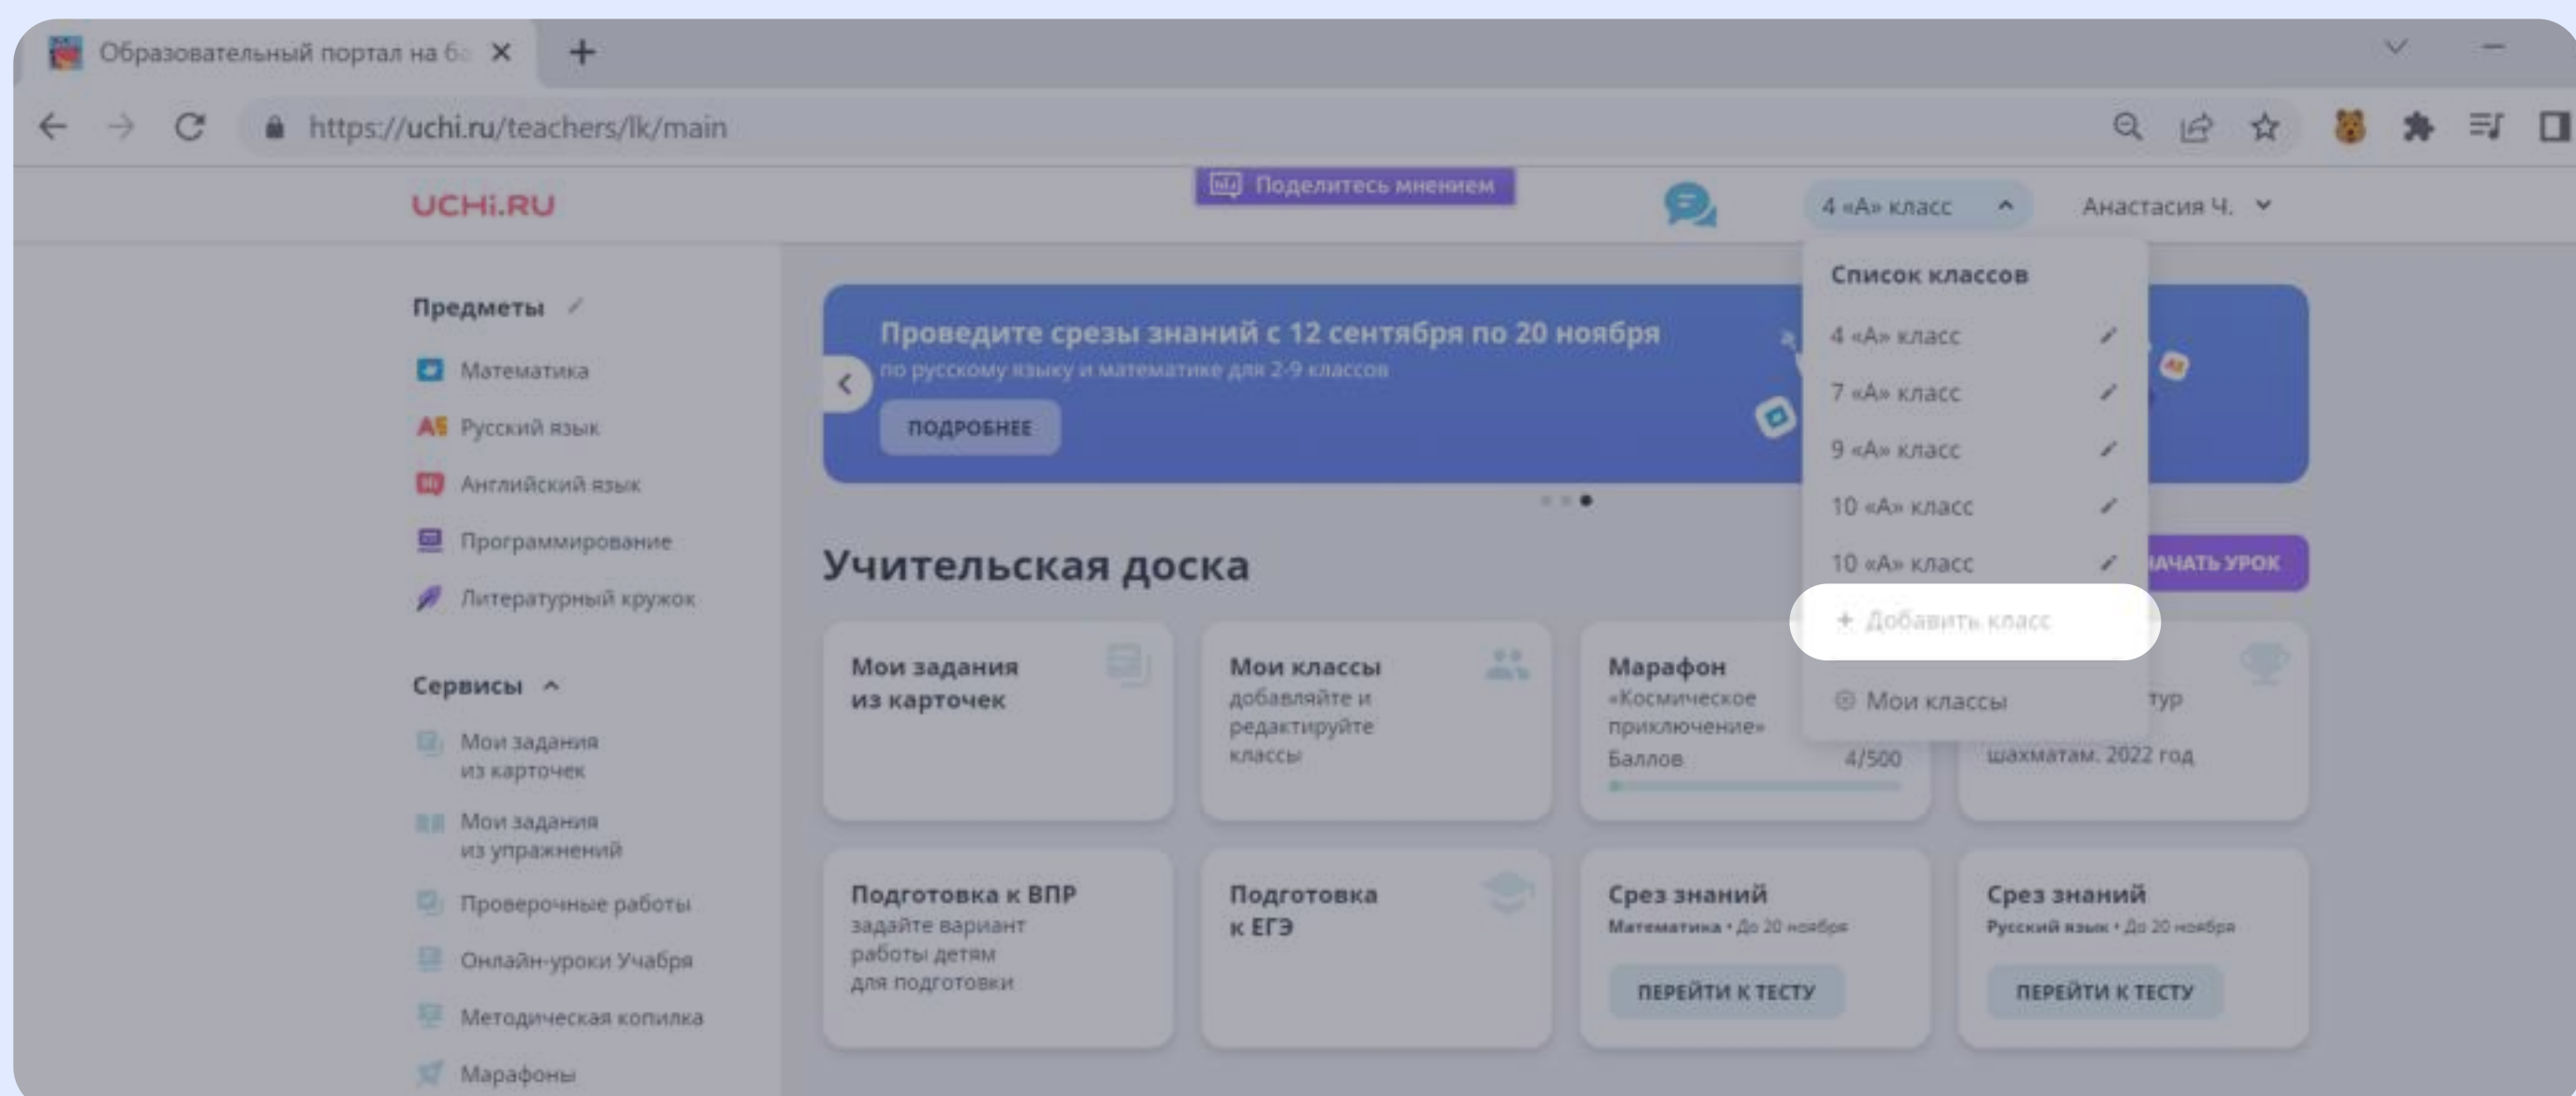 Образовательный портал на ба
https://uchi.ru/teachers/lk/main
UCHi.RU
Поделитесь мнением
4 «А» класс
Анастасия Ч.
Предметы
Математика
Русский язык
Английский язык
Программирование
Литературный кружок
Сервисы
Мои задания
из карточек
Мои задания
из упражнений
Проверочные работы
Онлайн-уроки Учабря
Методическая копилка
Марафоны
Проведите срезы знаний с 12 сентября по 20 ноября
по русскому языку и математике для 2-9 классов
ПОДРОБНЕЕ
Список классов
4 «А» класс
7 «А» класс
9 «А» класс
10 «А» класс
10 «А» класс
+ Добавить класс
Мои классы
Учительская доска
НАЧАТЬ УРОК
Мои задания
из карточек
Мои классы
добавляйте и
редактируйте
классы
Марафон
«Космическое
приключение»
Баллов 4/500
тур
шахматам. 2022 год
Подготовка к ВПР
задайте вариант
работы детям
для подготовки
Подготовка
к ЕГЭ
Срез знаний
Математика • До 20 ноября
ПЕРЕЙТИ К ТЕСТУ
Срез знаний
Русский язык • До 20 ноября
ПЕРЕЙТИ К ТЕСТУ